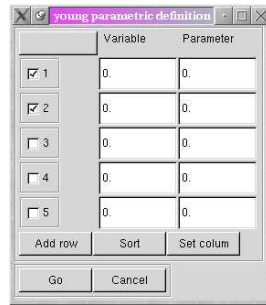 young parametric definition
Variable Parameter
1 0. 0.
2 0. 0.
3 0. 0.
4 0. 0.
5 0. 0.
Add row Sort Set colum
Go Cancel